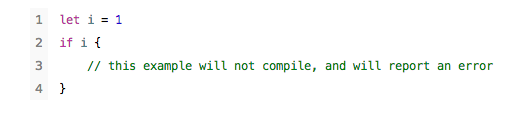 1 let i = 1
2 if i {
3 // this example will not compile, and will report an error
4 }